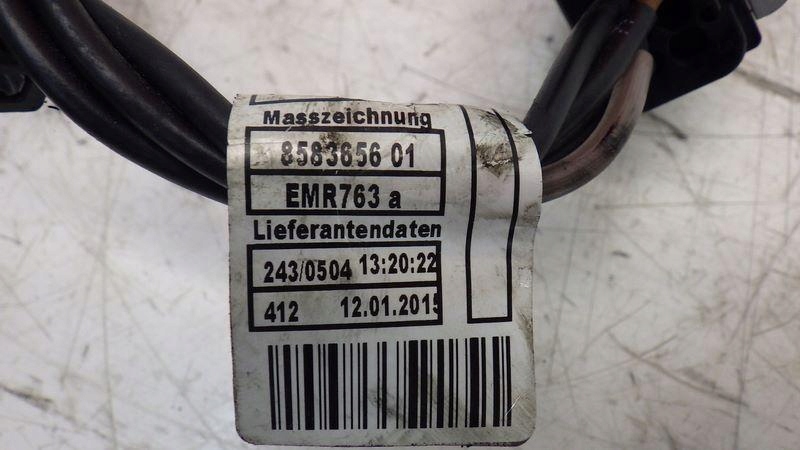 Masszeichnung
8583656 01
EMR763 a
Lieferantendaten
243/0504 13:20:22
412 12.01.2015